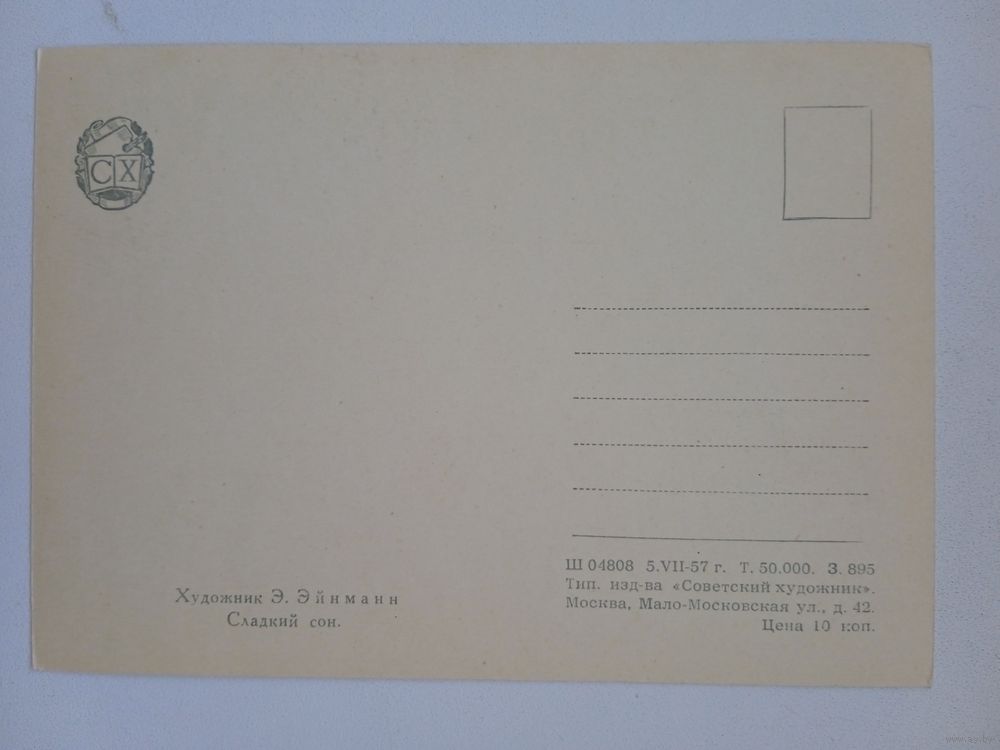 СХ
Художник Э. Эйнманн
Сладкий сон.
Ш 04808 5.VII-57 г. Т. 50.000. З. 895
Тип. изд-ва «Советский художник».
Москва, Мало-Московская ул., д. 42.
Цена 10 коп.